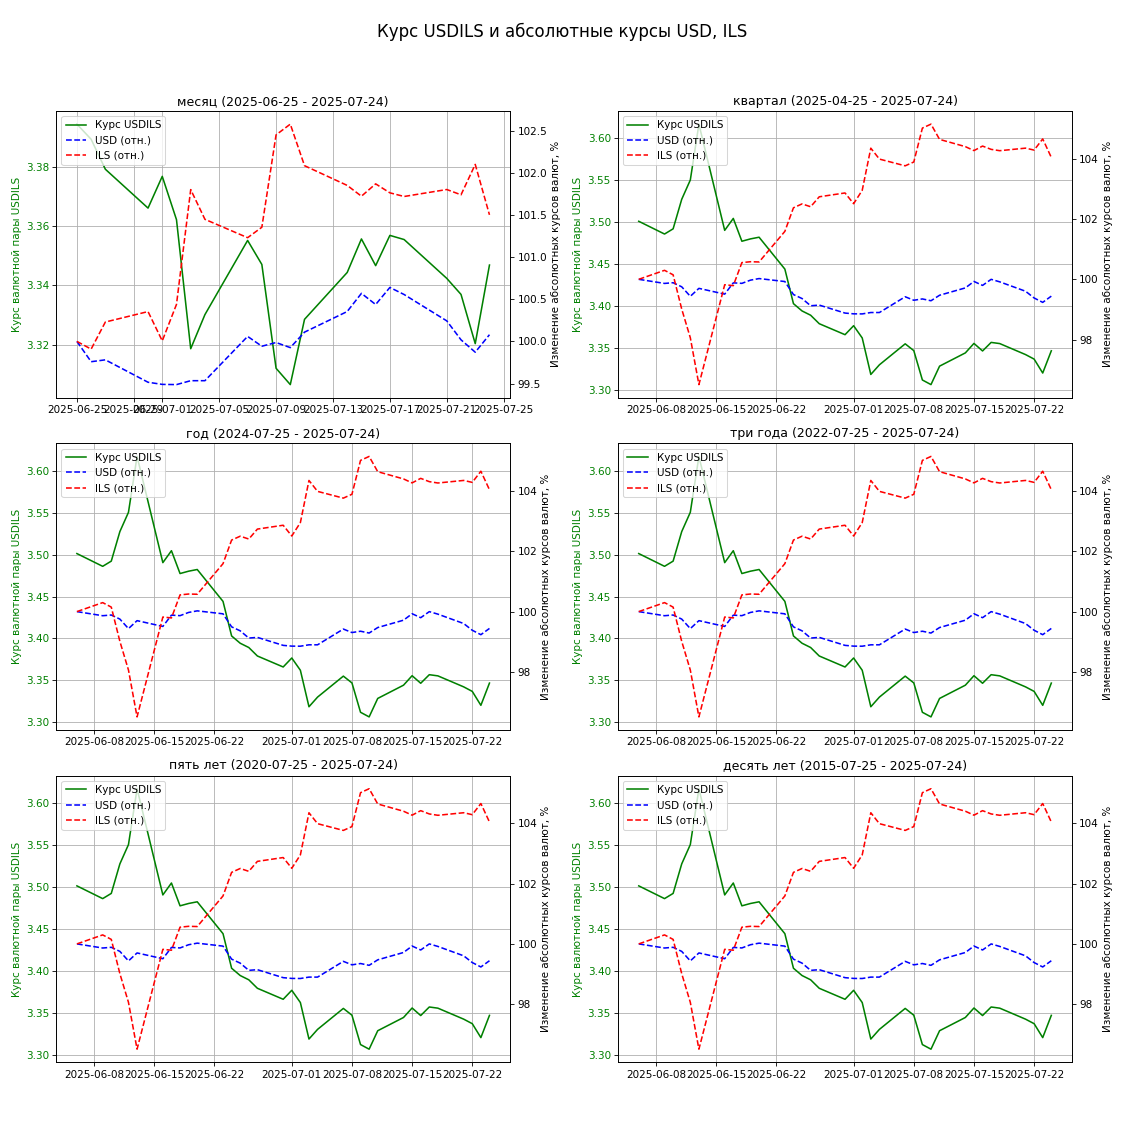 Курс USDILS и абсолютные курсы USD, ILS
месяц (2025-06-25 - 2025-07-24)
Курс USDILS
USD (отн.)
ILS (отн.)
Курс валютной пары USDILS
3.38
3.36
3.34
3.32
102.5
102.0
101.5
101.0
100.5
100.0
99.5
Изменение абсолютных курсов валют, %
2025-06-25
2025-06-29
2025-07-01
2025-07-05
2025-07-09
2025-07-13
2025-07-17
2025-07-21
2025-07-25
квартал (2025-04-25 - 2025-07-24)
Курс USDILS
USD (отн.)
ILS (отн.)
Курс валютной пары USDILS
3.60
3.55
3.50
3.45
3.40
3.35
3.30
104
102
100
98
Изменение абсолютных курсов валют, %
2025-06-08
2025-06-15
2025-06-22
2025-07-01
2025-07-08
2025-07-15
2025-07-22
год (2024-07-25 - 2025-07-24)
Курс USDILS
USD (отн.)
ILS (отн.)
Курс валютной пары USDILS
3.60
3.55
3.50
3.45
3.40
3.35
3.30
104
102
100
98
Изменение абсолютных курсов валют, %
2025-06-08
2025-06-15
2025-06-22
2025-07-01
2025-07-08
2025-07-15
2025-07-22
три года (2022-07-25 - 2025-07-24)
Курс USDILS
USD (отн.)
ILS (отн.)
Курс валютной пары USDILS
3.60
3.55
3.50
3.45
3.40
3.35
3.30
104
102
100
98
Изменение абсолютных курсов валют, %
2025-06-08
2025-06-15
2025-06-22
2025-07-01
2025-07-08
2025-07-15
2025-07-22
пять лет (2020-07-25 - 2025-07-24)
Курс USDILS
USD (отн.)
ILS (отн.)
Курс валютной пары USDILS
3.60
3.55
3.50
3.45
3.40
3.35
3.30
104
102
100
98
Изменение абсолютных курсов валют, %
2025-06-08
2025-06-15
2025-06-22
2025-07-01
2025-07-08
2025-07-15
2025-07-22
десять лет (2015-07-25 - 2025-07-24)
Курс USDILS
USD (отн.)
ILS (отн.)
Курс валютной пары USDILS
3.60
3.55
3.50
3.45
3.40
3.35
3.30
104
102
100
98
Изменение абсолютных курсов валют, %
2025-06-08
2025-06-15
2025-06-22
2025-07-01
2025-07-08
2025-07-15
2025-07-22